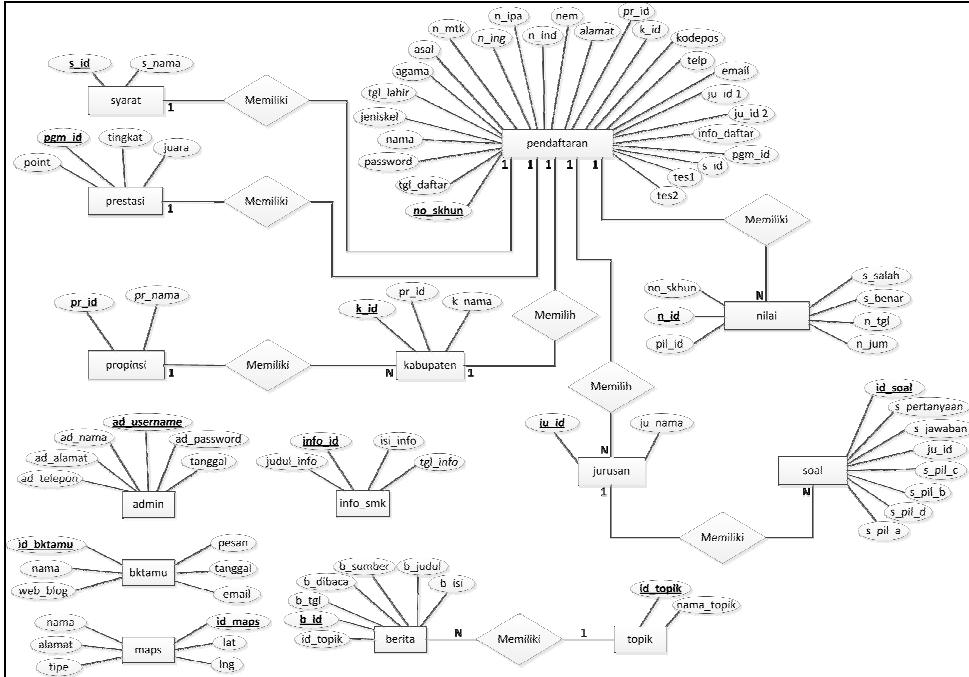 s_id
s_nama
syarat
1
Memiliki
pgm_id
tingkat
juara
point
prestasi
1
Memiliki
n_mtk
n_ing
n_ipa
n_ind
nem
alamat
pr_id
k_id
kodepos
telp
email
ju_id 1
ju_id 2
info_daftar
pgm_id
s_id
tes1
tes2
asal
agama
tgl_lahir
jeniskel
nama
password
tgl_daftar
no_skhun
pendaftaran
1 1 1 1 1
Memiliki
N
no_skhun
n_id
pil_id
nilai
s_salah
s_benar
n_tgl
n_jum
pr_id
pr_nama
propinsi
1
Memiliki
N
k_id
pr_id
k_nama
kabupaten
1
Memilih
Memilih
N
ju_id
ju_nama
jurusan
1
Memiliki
N
soal
id_soal
s_pertanyaan
s_jawaban
ju_id
s_pil_c
s_pil_b
s_pil_d
s_pil_a
ad_username
ad_nama
ad_password
ad_alamat
tanggal
ad_telepon
admin
info_id
isi_info
judul_info
tgl_info
info_smk
id_bktamu
nama
web_blog
bktamu
pesan
tanggal
email
nama
alamat
tipe
maps
id_maps
lat
lng
b_sumber
b_judul
b_dibaca
b_isi
b_tgl
b_id
id_topik
berita
N
Memiliki
1
topik
id_topik
nama_topik